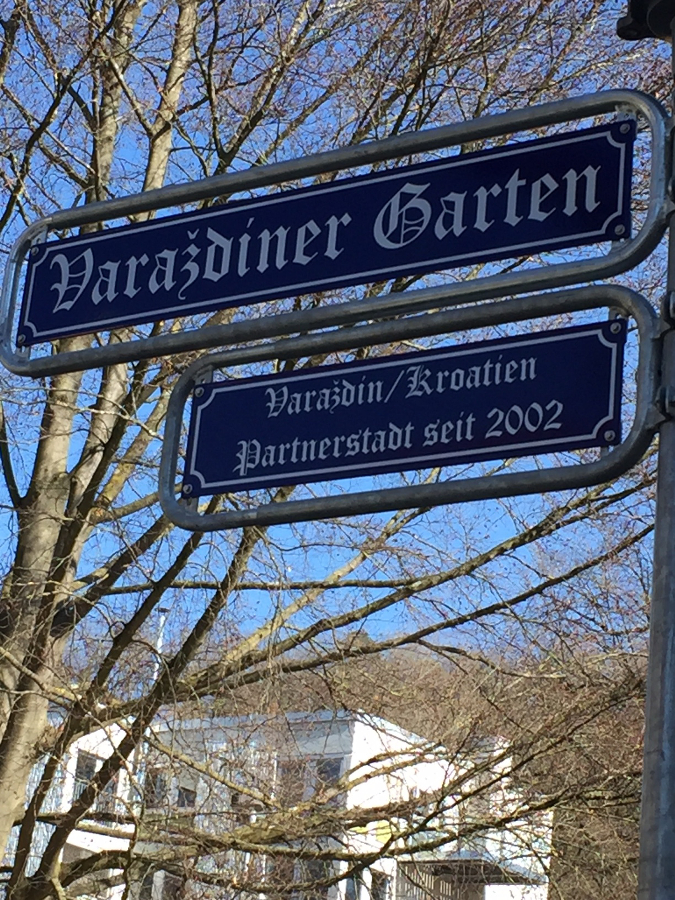 Varaždiner Garten
Varaždin/Kroatien
Partnerstadt seit 2002